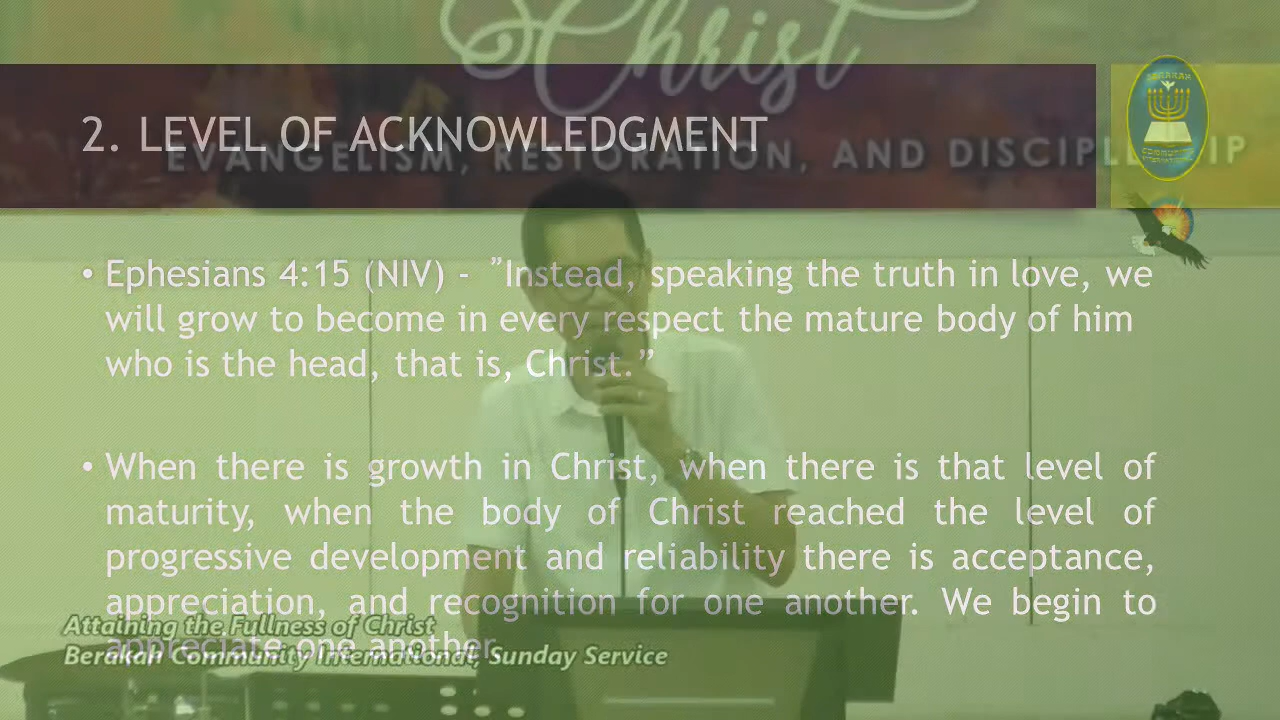 Christ
2. LEVEL OF ACKNOWLEDGMENT
EVANGELISM, RESTORATION, AND DISCIPLESHIP
BERAKAH
COMMUNITY
INTERNATIONAL
• Ephesians 4:15 (NIV) - "Instead, speaking the truth in love, we
will grow to become in every respect the mature body of him
who is the head, that is, Christ.”
• When there is growth in Christ, when there is that level of
maturity, when the body of Christ reached the level of
progressive development and reliability there is acceptance,
appreciation, and recognition for one another. We begin to
appreciate one another.
Attaining the Fullness of Christ
Berakah Community International, Sunday Service